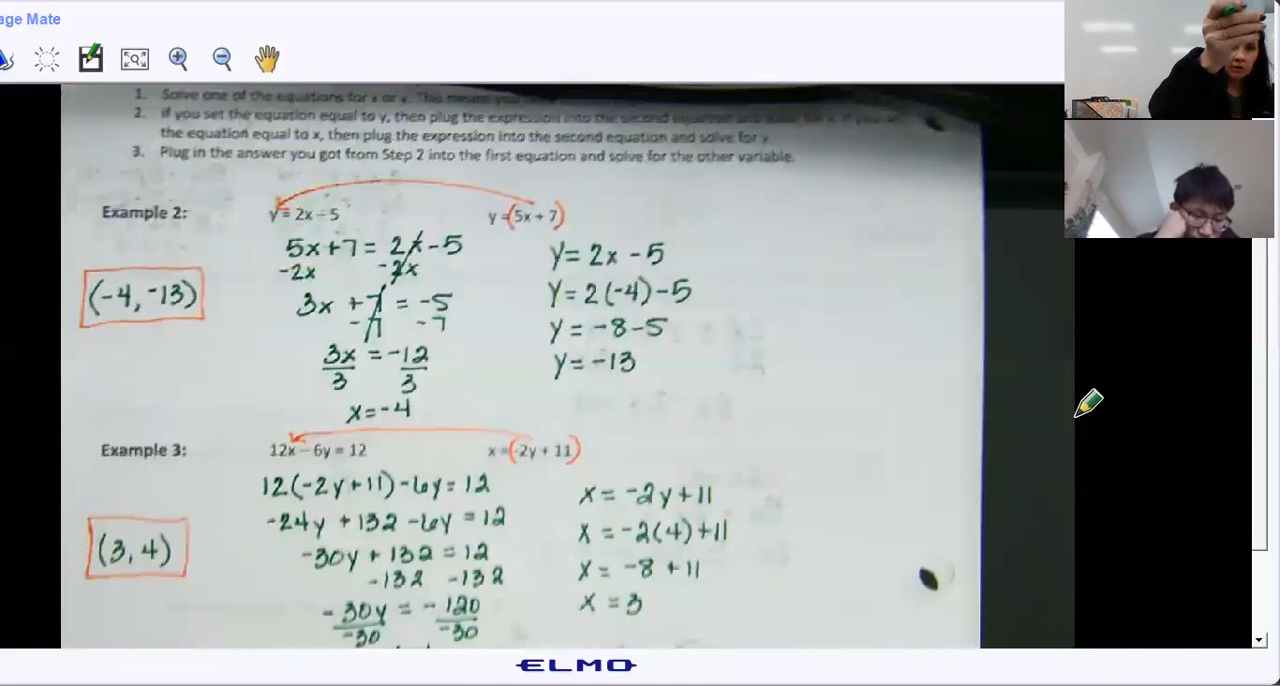 age Mate
1. Solve one of the equations for x or y. This means you
2. If you set the equation equal to y, then plug the expression into the second equation and solve for x. If you
the equation equal to x, then plug the expression into the second equation and solve for y
3. Plug in the answer you got from Step 2 into the first equation and solve for the other variable.
Example 2: y = 2x - 5 y = (5x + 7)
5x+7 = 2x-5
-2x -2x
3x +7 = -5
-7 -7
3x = -12
3 3
x=-4
(-4, -13)
y= 2x -5
y= 2(-4)-5
y= -8-5
y= -13
Example 3: 12x - 6y = 12 x = (-2y + 11)
12(-2y+11)-6y= 12
-24y +132 -6y =12
-30y + 132 = 12
-132 -132
-30y = -120
-30 -30
(3, 4)
x= -2y+11
x= -2(4)+11
x= -8 +11
x = 3
ELMO